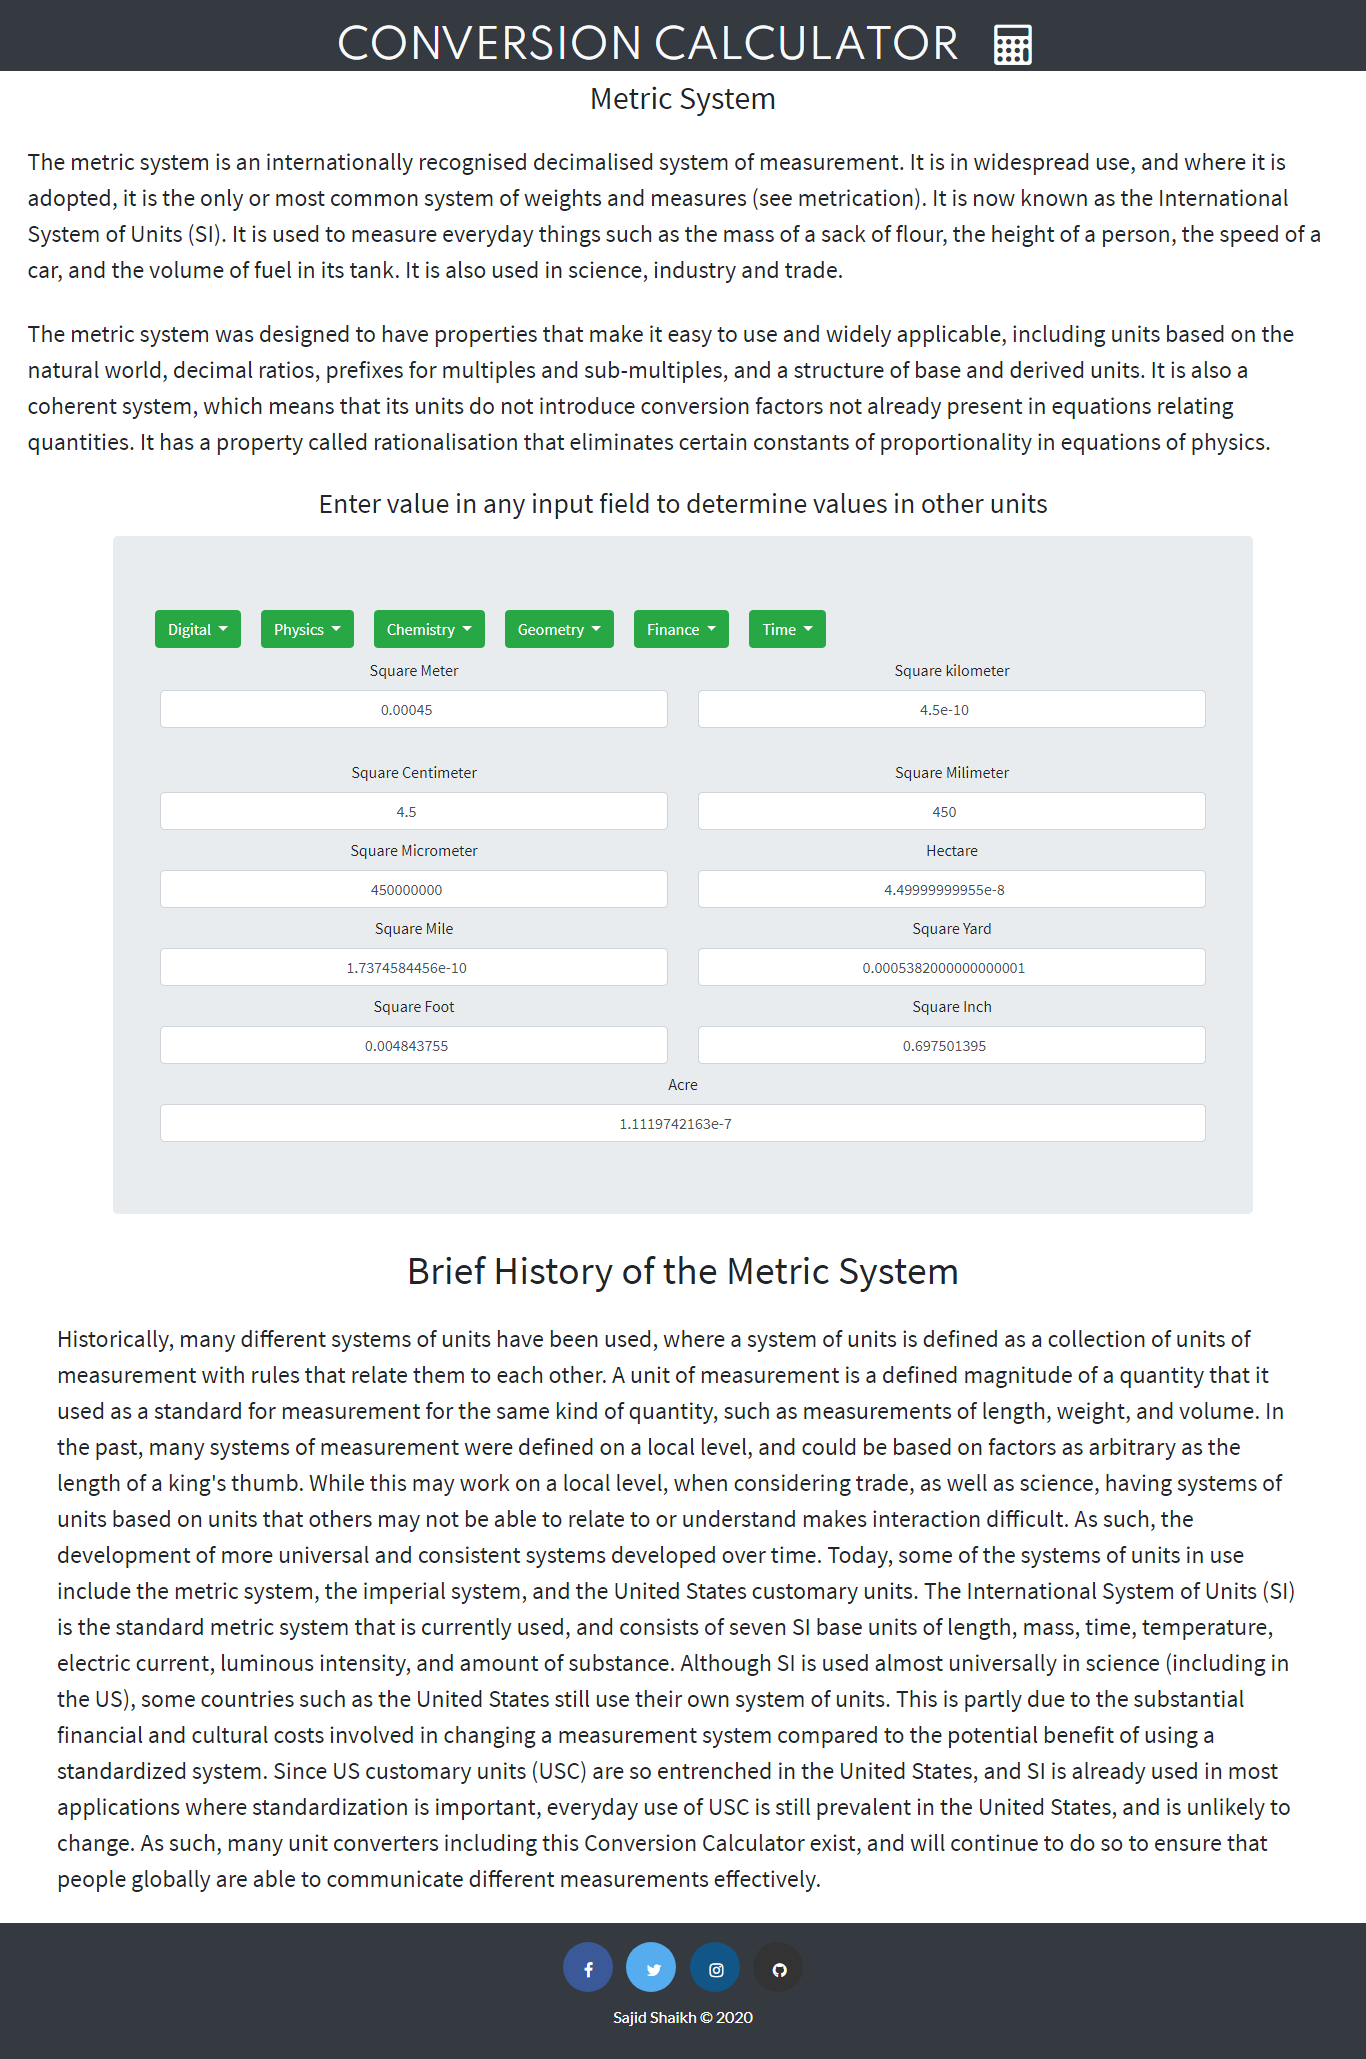 CONVERSION CALCULATOR
Metric System
The metric system is an internationally recognised decimalised system of measurement. It is in widespread use, and where it is
adopted, it is the only or most common system of weights and measures (see metrication). It is now known as the International
System of Units (SI). It is used to measure everyday things such as the mass of a sack of flour, the height of a person, the speed of a
car, and the volume of fuel in its tank. It is also used in science, industry and trade.
The metric system was designed to have properties that make it easy to use and widely applicable, including units based on the
natural world, decimal ratios, prefixes for multiples and sub-multiples, and a structure of base and derived units. It is also a
coherent system, which means that its units do not introduce conversion factors not already present in equations relating
quantities. It has a property called rationalisation that eliminates certain constants of proportionality in equations of physics.
Enter value in any input field to determine values in other units
Digital Physics Chemistry Geometry Finance Time
Square Meter Square kilometer
0.00045 4.5e-10
Square Centimeter Square Milimeter
4.5 450
Square Micrometer Hectare
450000000 4.49999999955e-8
Square Mile Square Yard
1.7374584456e-10 0.0005382000000000001
Square Foot Square Inch
0.004843755 0.697501395
Acre
1.1119742163e-7
Brief History of the Metric System
Historically, many different systems of units have been used, where a system of units is defined as a collection of units of
measurement with rules that relate them to each other. A unit of measurement is a defined magnitude of a quantity that it
used as a standard for measurement for the same kind of quantity, such as measurements of length, weight, and volume. In
the past, many systems of measurement were defined on a local level, and could be based on factors as arbitrary as the
length of a king's thumb. While this may work on a local level, when considering trade, as well as science, having systems of
units based on units that others may not be able to relate to or understand makes interaction difficult. As such, the
development of more universal and consistent systems developed over time. Today, some of the systems of units in use
include the metric system, the imperial system, and the United States customary units. The International System of Units (SI)
is the standard metric system that is currently used, and consists of seven SI base units of length, mass, time, temperature,
electric current, luminous intensity, and amount of substance. Although SI is used almost universally in science (including in
the US), some countries such as the United States still use their own system of units. This is partly due to the substantial
financial and cultural costs involved in changing a measurement system compared to the potential benefit of using a
standardized system. Since US customary units (USC) are so entrenched in the United States, and SI is already used in most
applications where standardization is important, everyday use of USC is still prevalent in the United States, and is unlikely to
change. As such, many unit converters including this Conversion Calculator exist, and will continue to do so to ensure that
people globally are able to communicate different measurements effectively.
Sajid Shaikh © 2020